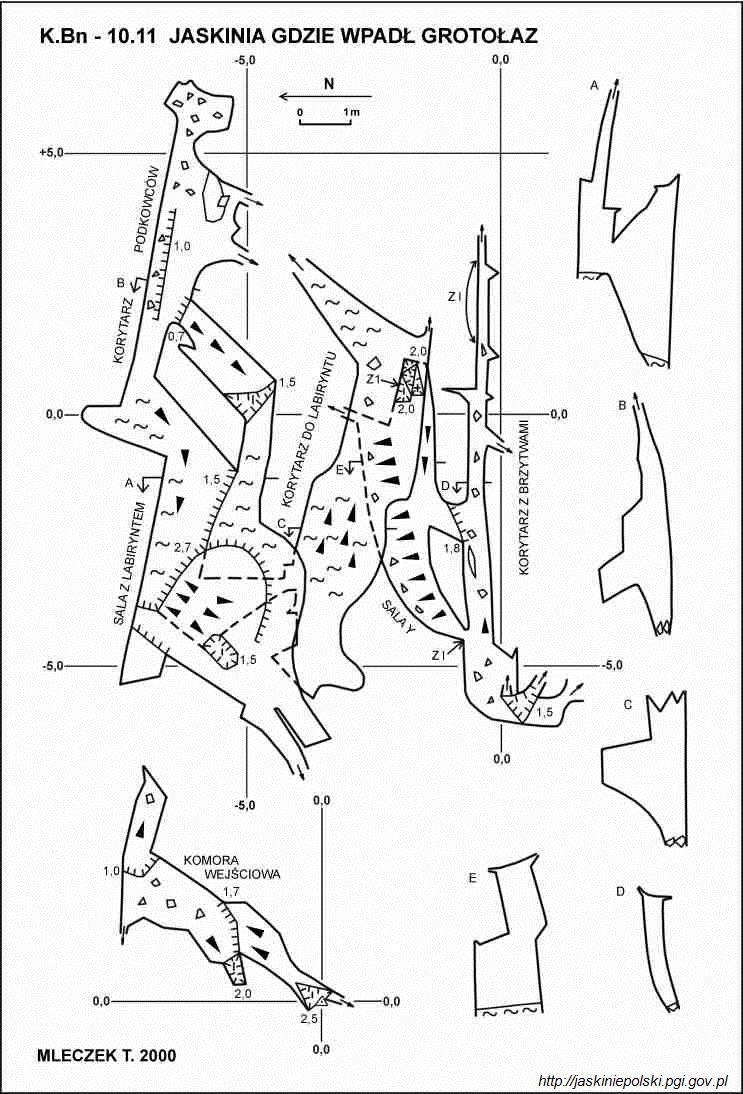 K.Bn - 10.11 JASKINIA GDZIE WPADŁ GROTOŁAZ
-5,0
0,0
N
0 1m
A
+5,0
PODKOWCÓW
KORYTARZ
1,0
B
Z I
0,7
2,0
Z1
2,0
1,5
KORYTARZ DO LABIRYNTU
B
0,0
0,0
KORYTARZ Z BRZYTWAMI
A
1,5
E
D
SALA Z LABIRYNTEM
C
2,7
1,8
SALA Y
Z I
1,5
-5,0
-5,0
1,5
C
0,0
-5,0
0,0
KOMORA
WEJŚCIOWA
1,0
1,7
E
D
2,0
0,0
0,0
2,5
0,0
MLECZEK T. 2000
http://jaskiniepolski.pgi.gov.pl